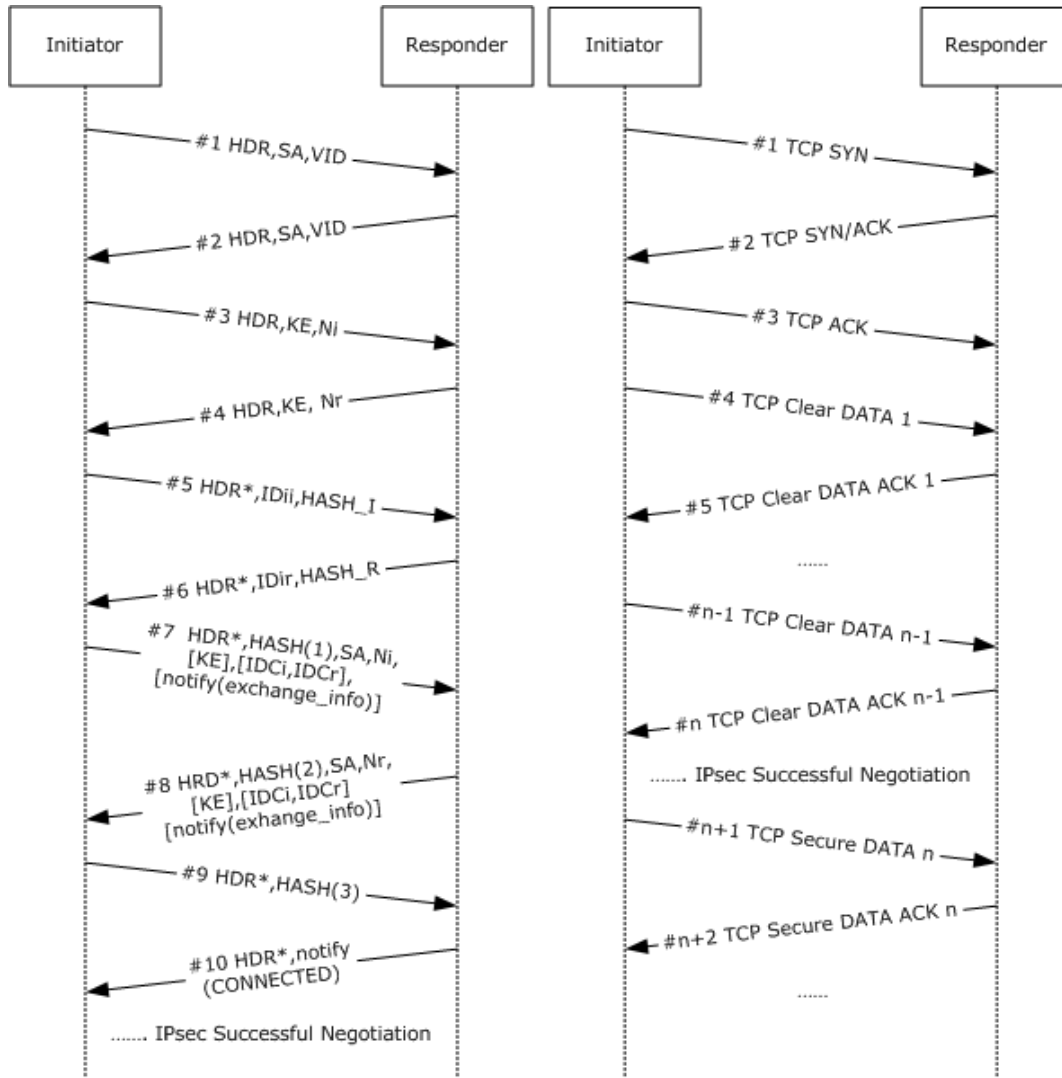 Initiator
Responder
#1 HDR,SA,VID
#2 HDR,SA,VID
#3 HDR,KE,Ni
#4 HDR,KE, Nr
#5 HDR*,IDii,HASH_I
#6 HDR*,IDir,HASH_R
#7 HDR*,HASH(1),SA,Ni,
[KE],[IDCi,IDCr],
[notify(exchange_info)]
#8 HRD*,HASH(2),SA,Nr,
[KE],[IDCi,IDCr]
[notify(exhange_info)]
#9 HDR*,HASH(3)
#10 HDR*,notify
(CONNECTED)
....... IPsec Successful Negotiation
Initiator
Responder
#1 TCP SYN
#2 TCP SYN/ACK
#3 TCP ACK
#4 TCP Clear DATA 1
#5 TCP Clear DATA ACK 1
......
#n-1 TCP Clear DATA n-1
#n TCP Clear DATA ACK n-1
....... IPsec Successful Negotiation
#n+1 TCP Secure DATA n
#n+2 TCP Secure DATA ACK n
......